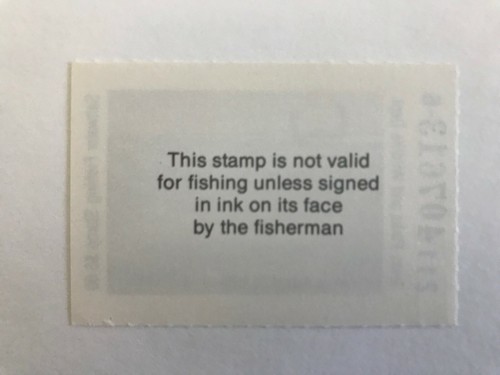 This stamp is not valid
for fishing unless signed
in ink on its face
by the fisherman